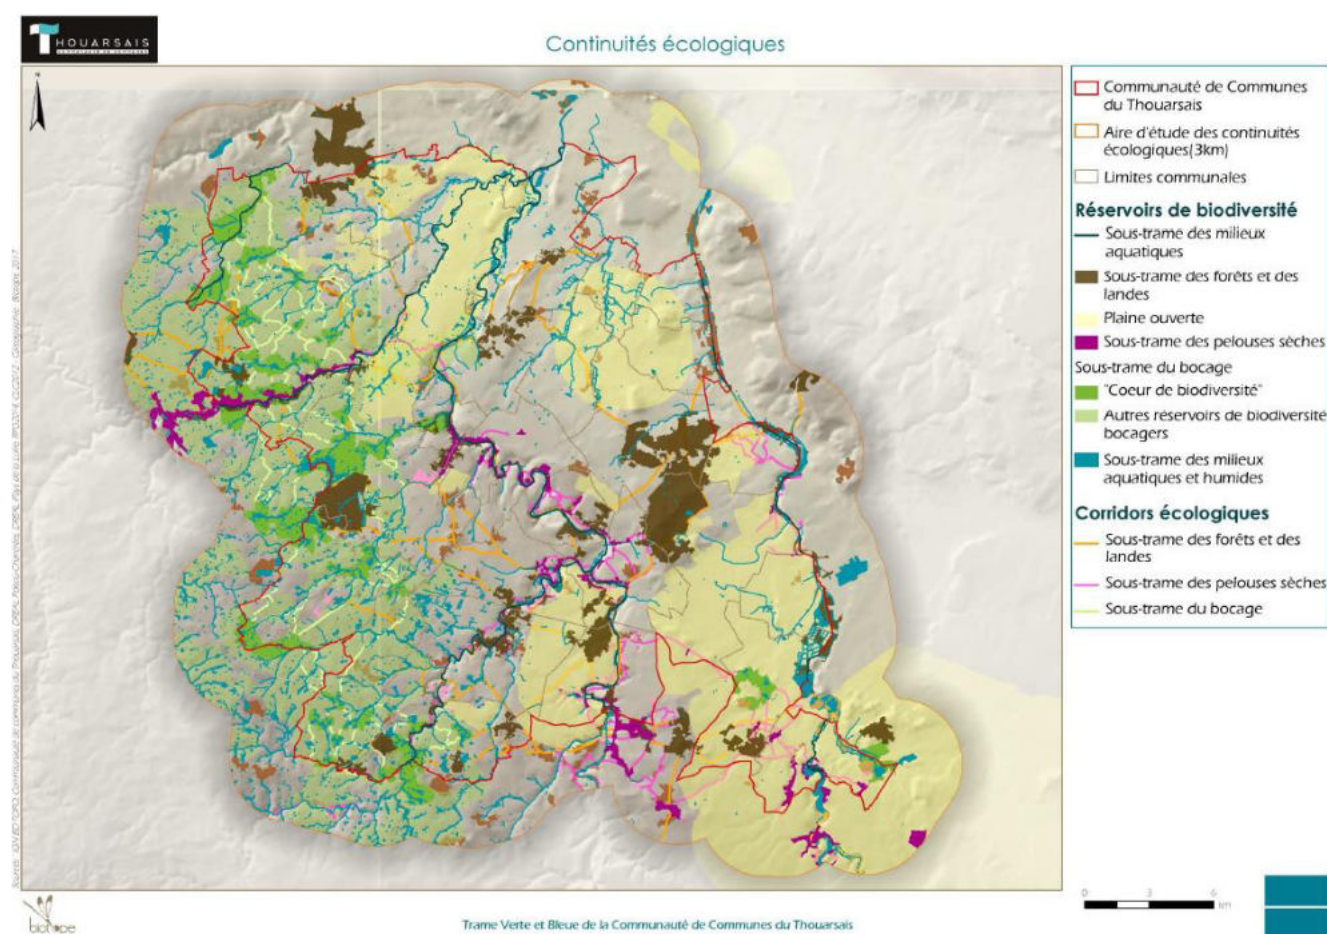 THOUARSAIS
Continuités écologiques
Communauté de Communes
du Thouarsais
Aire d'étude des continuités
écologiques(3km)
Limites communales
Réservoirs de biodiversité
Sous-trame des milieux
aquatiques
Sous-trame des forêts et des
landes
Plaine ouverte
Sous-trame des pelouses sèches
Sous-trame du bocage
"Coeur de biodiversité"
Autres réservoirs de biodiversité
bocagers
Sous-trame des milieux
aquatiques et humides
Corridors écologiques
Sous-trame des forêts et des
landes
Sous-trame des pelouses sèches
Sous-trame du bocage
0 3 6
km
biotope
Trame Verte et Bleue de la Communauté de Communes du Thouarsais